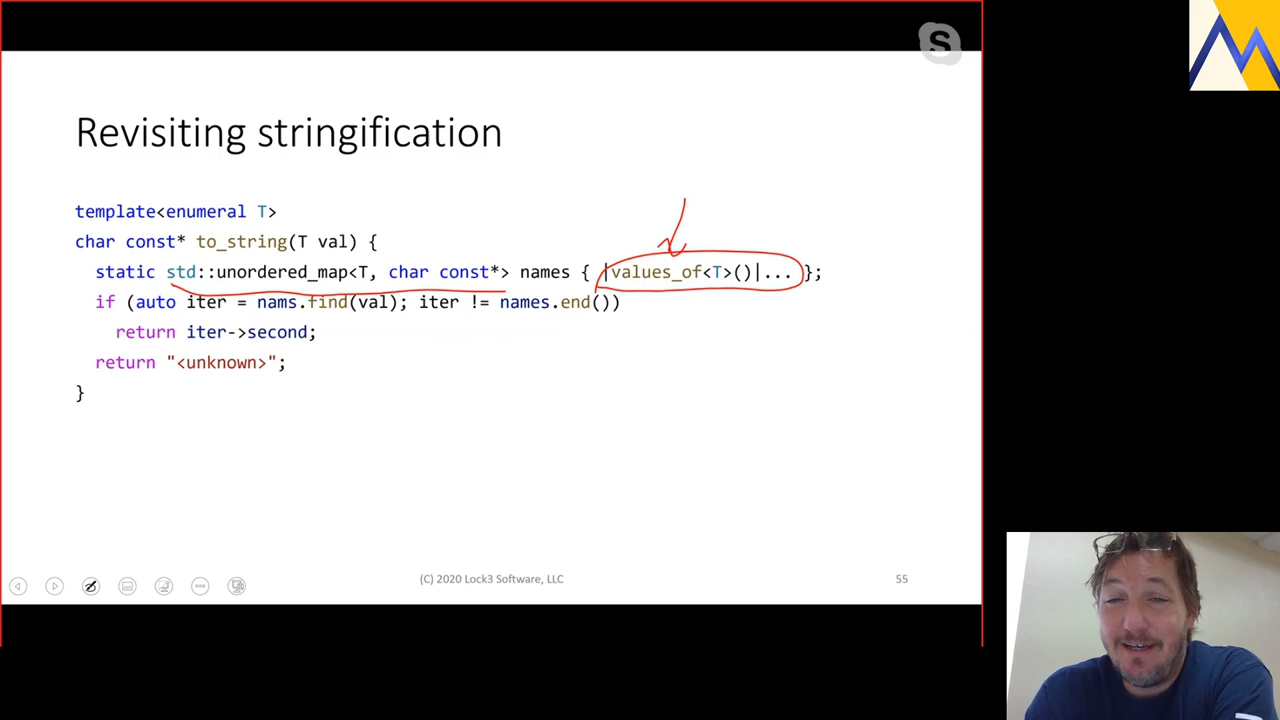 S
Revisiting stringification
template<enumeral T>
char const* to_string(T val) {
static std::unordered_map<T, char const*> names { |values_of<T>()|... };
if (auto iter = nams.find(val); iter != names.end())
return iter->second;
return "<unknown>";
}
(C) 2020 Lock3 Software, LLC
55